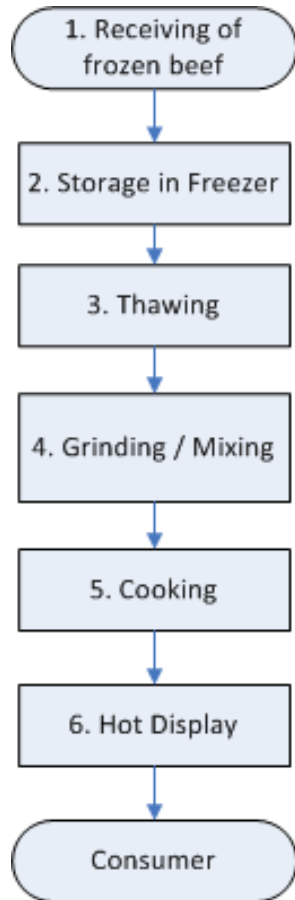 1. Receiving of
frozen beef
2. Storage in Freezer
3. Thawing
4. Grinding / Mixing
5. Cooking
6. Hot Display
Consumer